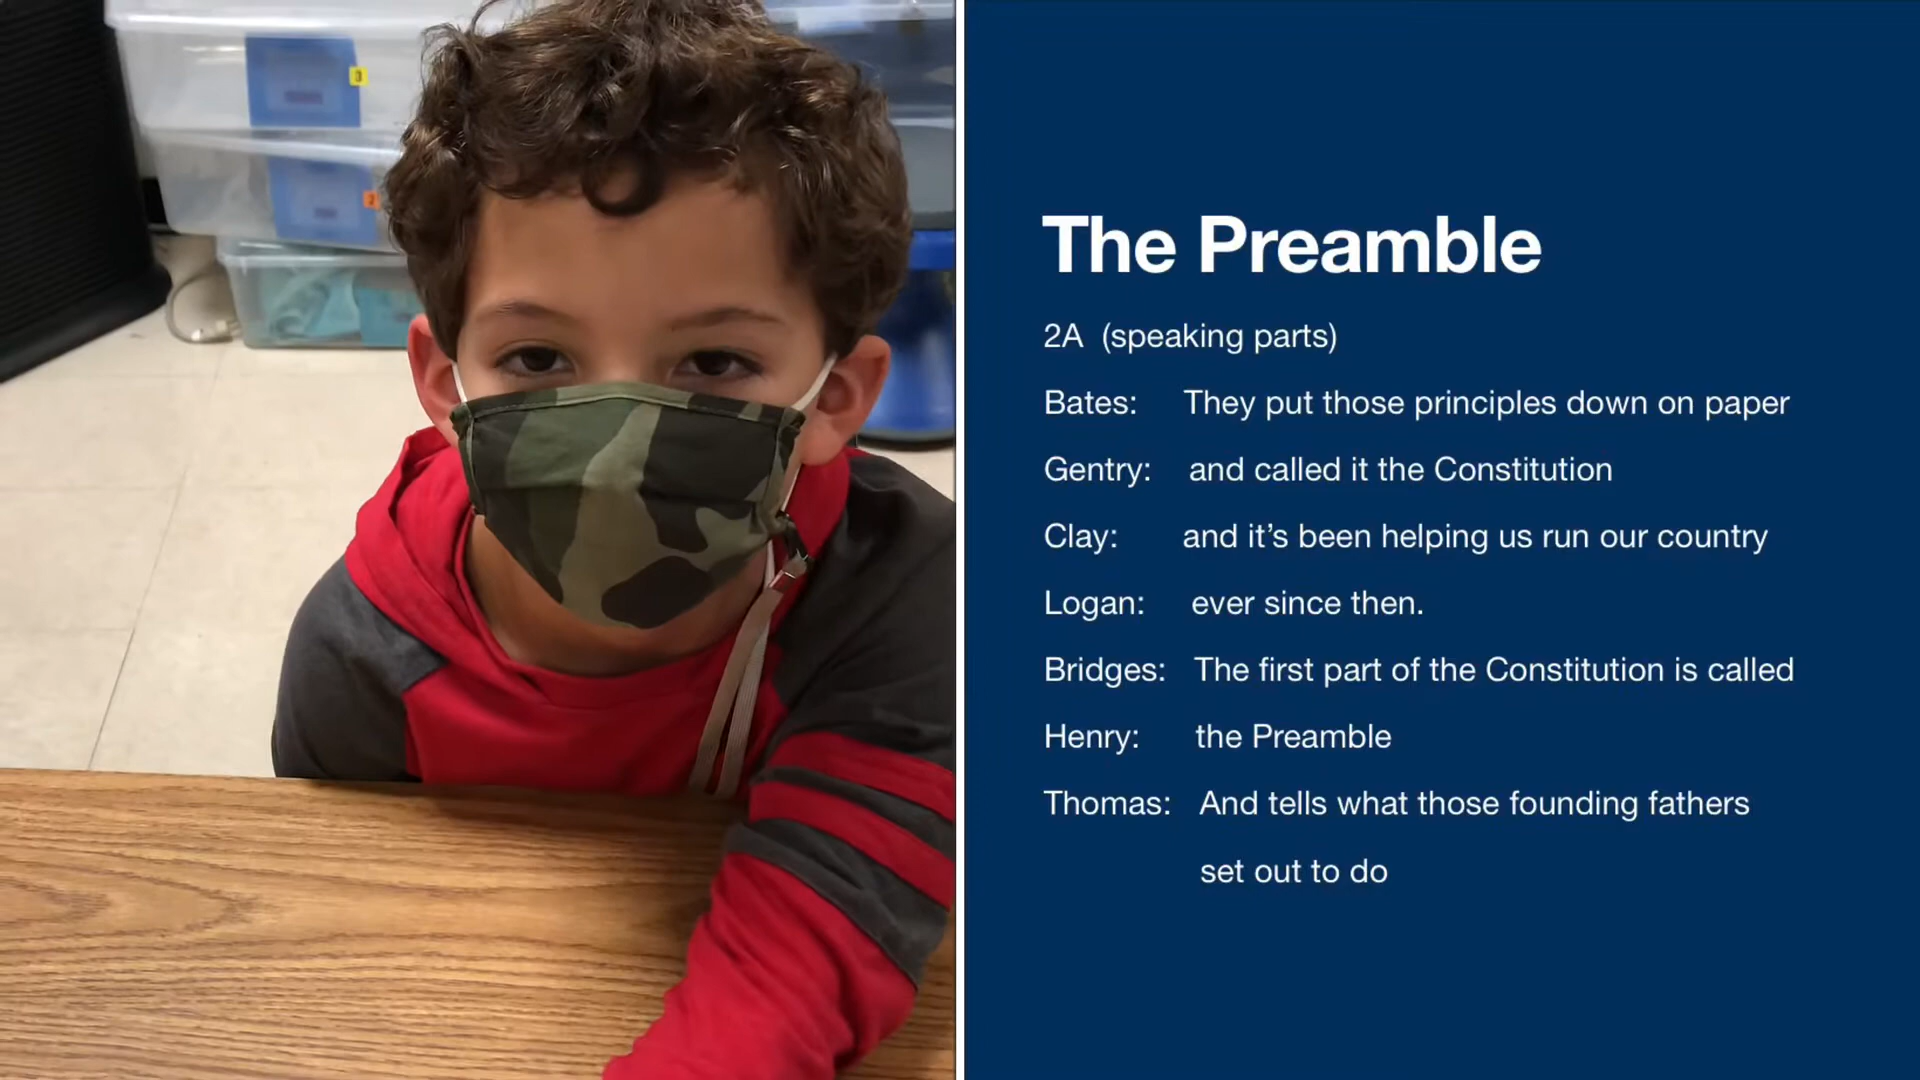 3
2
The Preamble
2A (speaking parts)
Bates: They put those principles down on paper
Gentry: and called it the Constitution
Clay: and it’s been helping us run our country
Logan: ever since then.
Bridges: The first part of the Constitution is called
Henry: the Preamble
Thomas: And tells what those founding fathers
set out to do